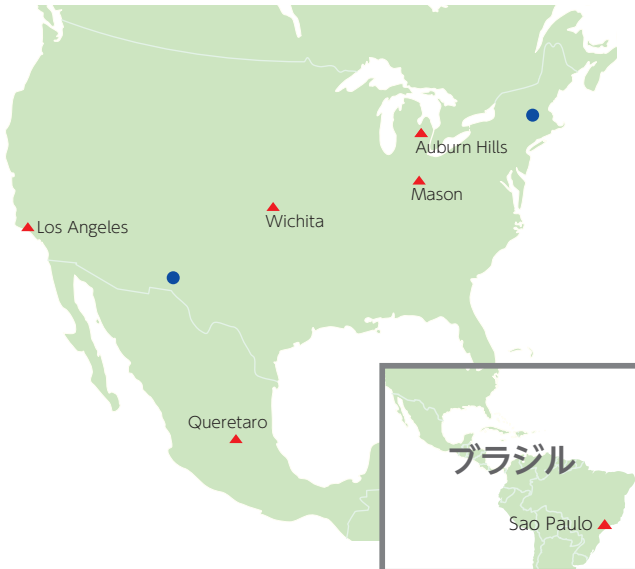 Auburn Hills
Mason
Wichita
Los Angeles
Queretaro
ブラジル
Sao Paulo